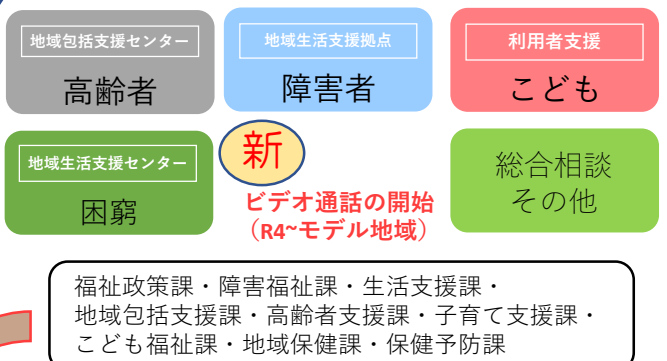 地域包括支援センター
高齢者
地域生活支援拠点
障害者
利用者支援
こども
地域生活支援センター
困窮
新
ビデオ通話の開始
（R4~モデル地域）
総合相談
その他
福祉政策課・障害福祉課・生活支援課・
地域包括支援課・高齢者支援課・子育て支援課・
こども福祉課・地域保健課・保健予防課